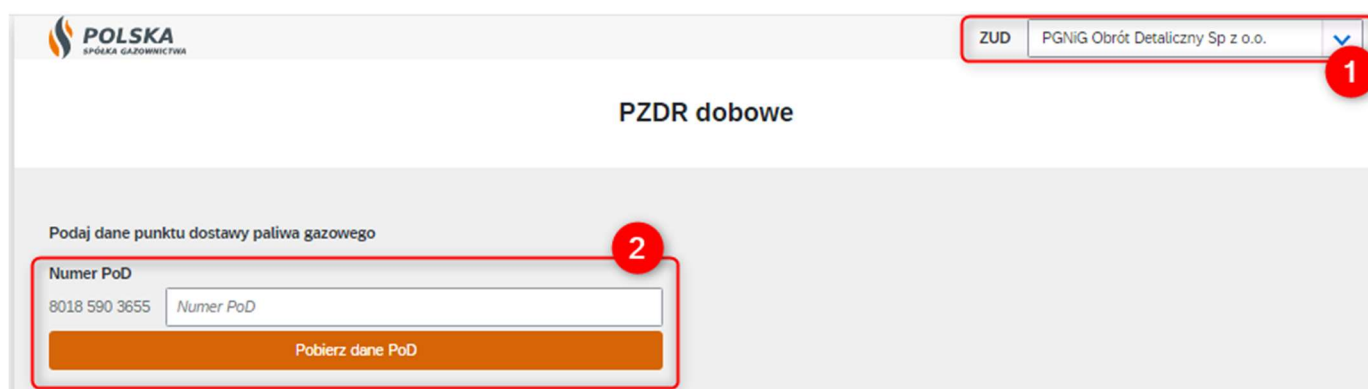 POLSKA
SPÓŁKA GAZOWNICTWA
ZUD PGNiG Obrót Detaliczny Sp z o.o.
1
PZDR dobowe
Podaj dane punktu dostawy paliwa gazowego
2
Numer PoD
8018 590 3655 Numer PoD
Pobierz dane PoD